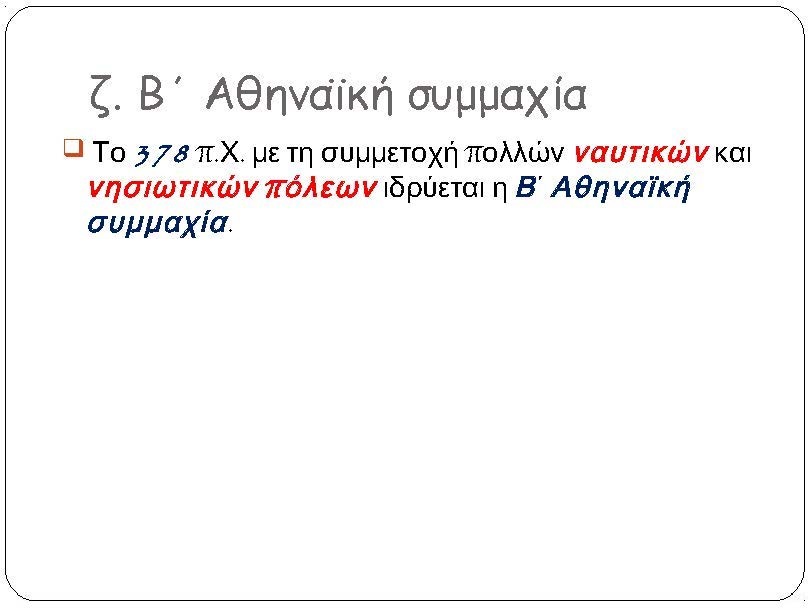 ζ. Β΄ Αθηναϊκή συμμαχία
Το 378 π.Χ. με τη συμμετοχή πολλών ναυτικών και
νησιωτικών πόλεων ιδρύεται η Β΄ Αθηναϊκή
συμμαχία.